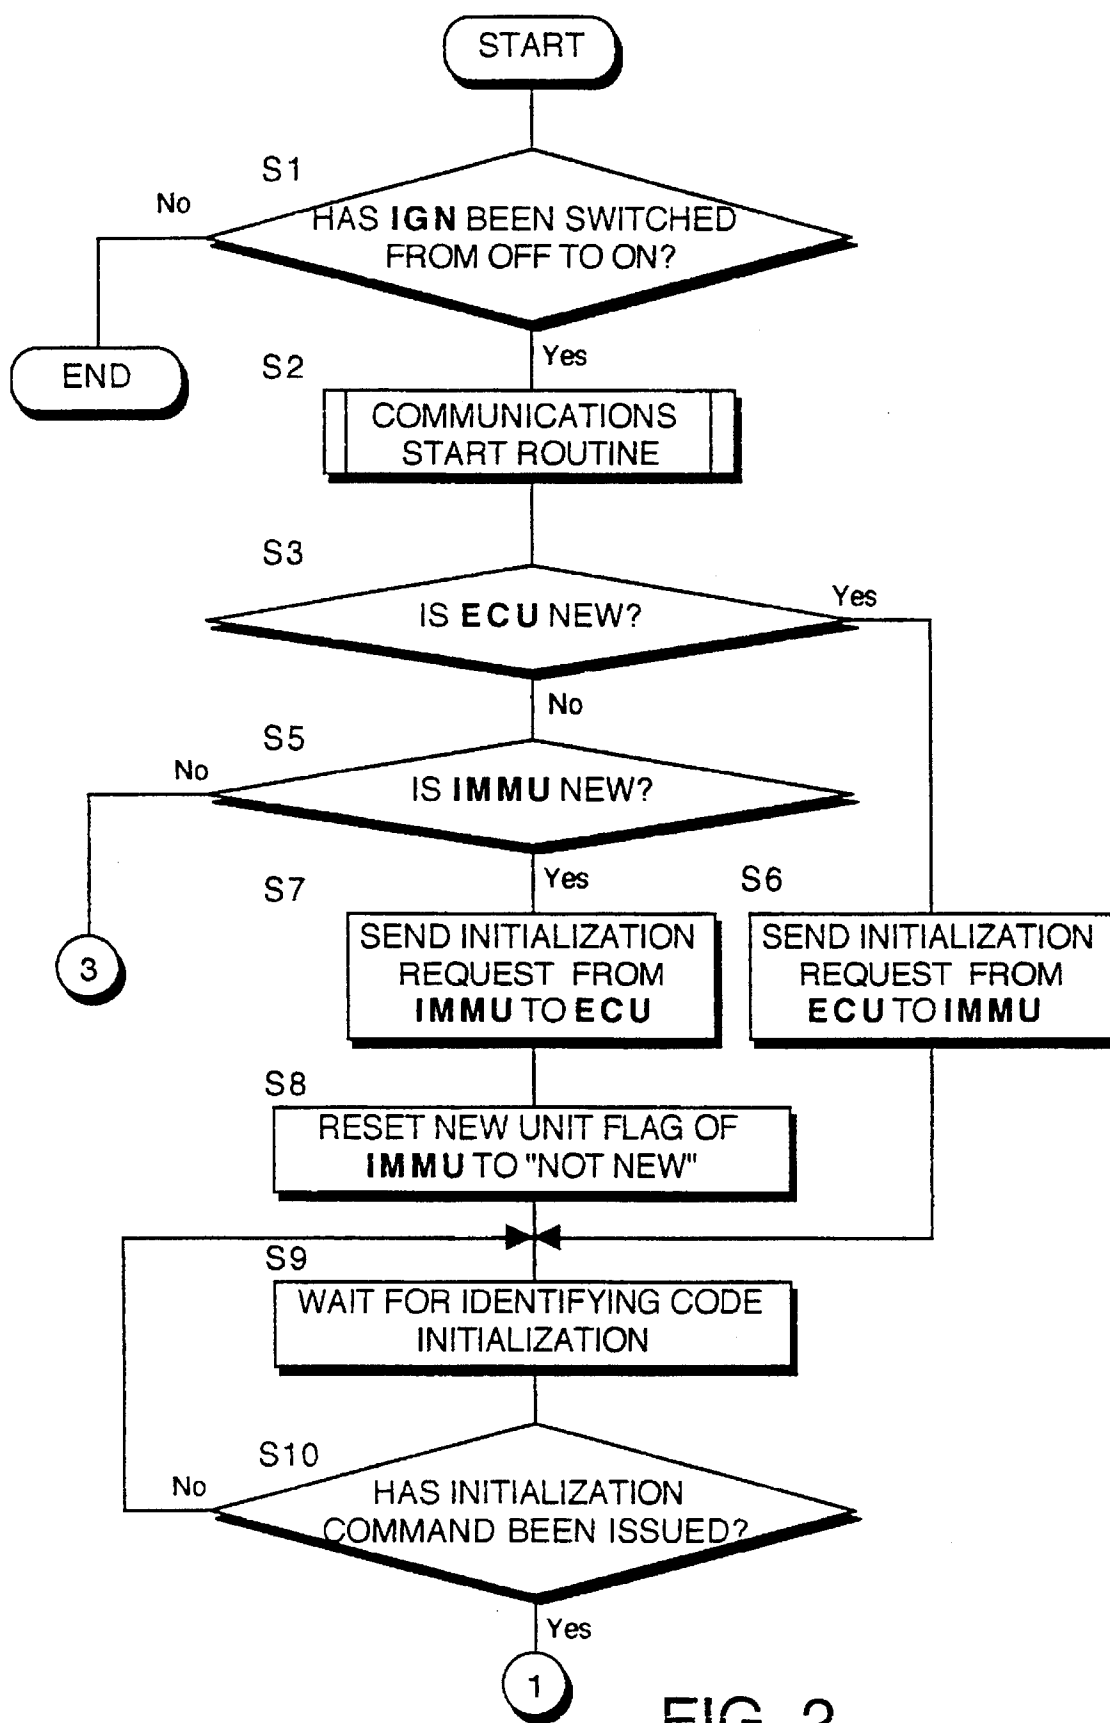 START
S1
No
HAS IGN BEEN SWITCHED
FROM OFF TO ON?
Yes
END
S2
COMMUNICATIONS
START ROUTINE
S3
IS ECU NEW?
Yes
No
S5
No
IS IMMU NEW?
Yes
3
S7
SEND INITIALIZATION
REQUEST FROM
IMMU TO ECU
S6
SEND INITIALIZATION
REQUEST FROM
ECU TO IMMU
S8
RESET NEW UNIT FLAG OF
IMMU TO "NOT NEW"
S9
WAIT FOR IDENTIFYING CODE
INITIALIZATION
S10
No
HAS INITIALIZATION
COMMAND BEEN ISSUED?
Yes
1
FIG. 2